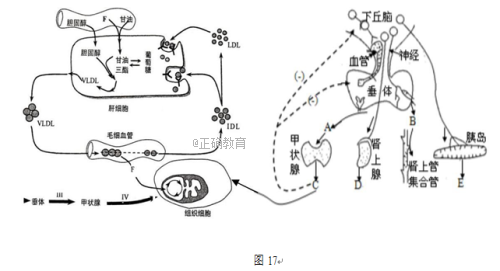 胆固醇 F 甘油
胆固醇
甘油
三酯
葡萄糖
VLDL
肝细胞
LDL
VLDL
IDL
毛细血管
F
@正确教育
垂体 III 甲状腺 IV
组织细胞
下丘脑
血管
神经
(-)
(-)
垂体
A
B
甲状腺
肾上腺
肾上管
集合管
胰岛
C
D
E
图 17